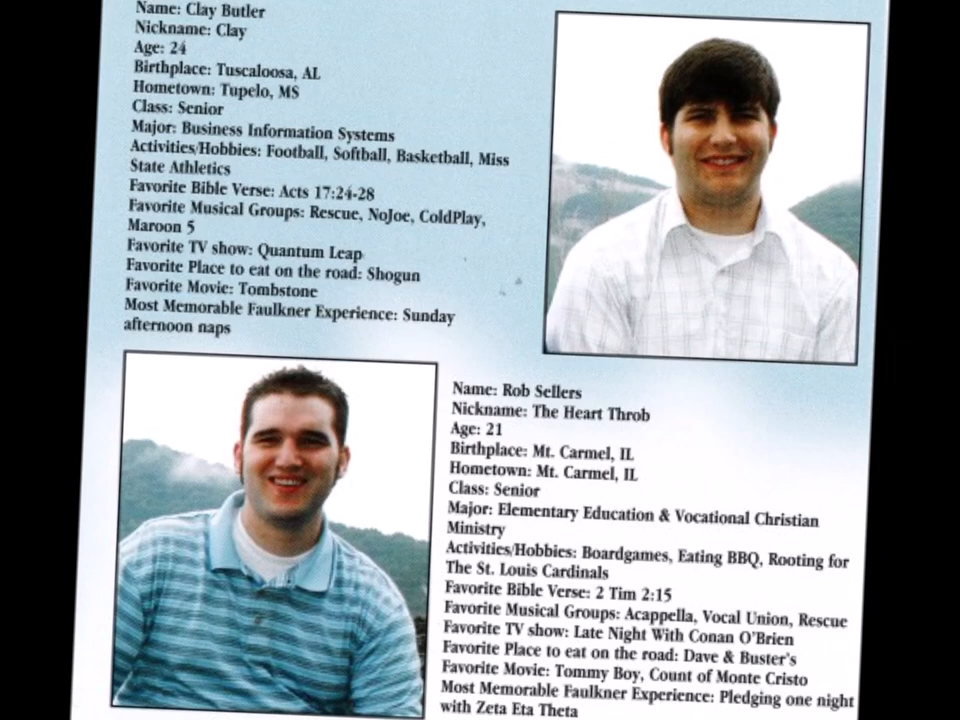 Name: Clay Butler
Nickname: Clay
Age: 24
Birthplace: Tuscaloosa, AL
Hometown: Tupelo, MS
Class: Senior
Major: Business Information Systems
Activities/Hobbies: Football, Softball, Basketball, Miss
State Athletics
Favorite Bible Verse: Acts 17:24-28
Favorite Musical Groups: Rescue, NoJoe, ColdPlay,
Maroon 5
Favorite TV show: Quantum Leap
Favorite Place to eat on the road: Shogun
Favorite Movie: Tombstone
Most Memorable Faulkner Experience: Sunday
afternoon naps
Name: Rob Sellers
Nickname: The Heart Throb
Age: 21
Birthplace: Mt. Carmel, IL
Hometown: Mt. Carmel, IL
Class: Senior
Major: Elementary Education & Vocational Christian
Ministry
Activities/Hobbies: Boardgames, Eating BBQ, Rooting for
The St. Louis Cardinals
Favorite Bible Verse: 2 Tim 2:15
Favorite Musical Groups: Acappella, Vocal Union, Rescue
Favorite TV show: Late Night With Conan O'Brien
Favorite Place to eat on the road: Dave & Buster's
Favorite Movie: Tommy Boy, Count of Monte Cristo
Most Memorable Faulkner Experience: Pledging one night
with Zeta Eta Theta